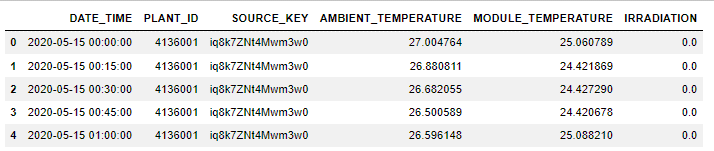 DATE_TIME PLANT_ID SOURCE_KEY AMBIENT_TEMPERATURE MODULE_TEMPERATURE IRRADIATION
0 2020-05-15 00:00:00 4136001 iq8k7ZNt4Mwm3w0 27.004764 25.060789 0.0
1 2020-05-15 00:15:00 4136001 iq8k7ZNt4Mwm3w0 26.880811 24.421869 0.0
2 2020-05-15 00:30:00 4136001 iq8k7ZNt4Mwm3w0 26.682055 24.427290 0.0
3 2020-05-15 00:45:00 4136001 iq8k7ZNt4Mwm3w0 26.500589 24.420678 0.0
4 2020-05-15 01:00:00 4136001 iq8k7ZNt4Mwm3w0 26.596148 25.088210 0.0